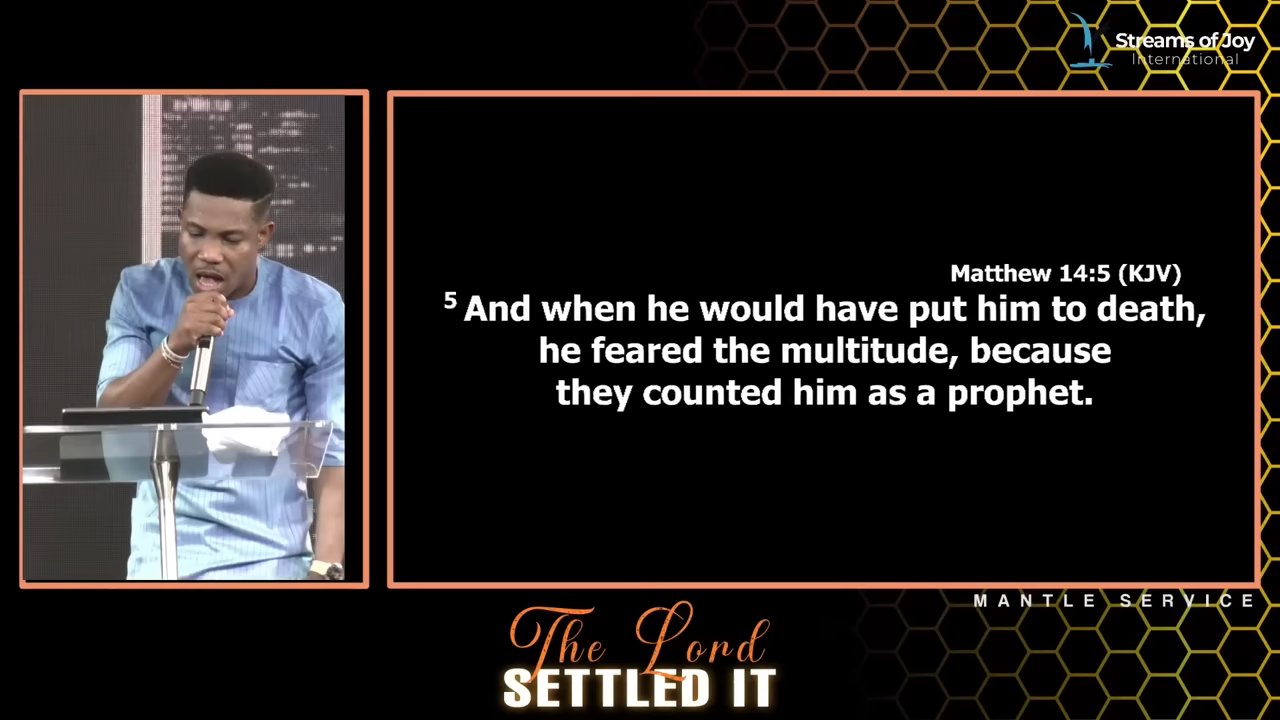 Streams of Joy
International
Matthew 14:5 (KJV)
5 And when he would have put him to death,
he feared the multitude, because
they counted him as a prophet.
MANTLE SERVICE
The Lord
SETTLED IT